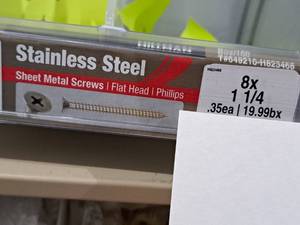 HILLMAN
Stainless Steel
Sheet Metal Screws | Flat Head | Phillips
8x
1 1/4
.35ea | 19.99bx